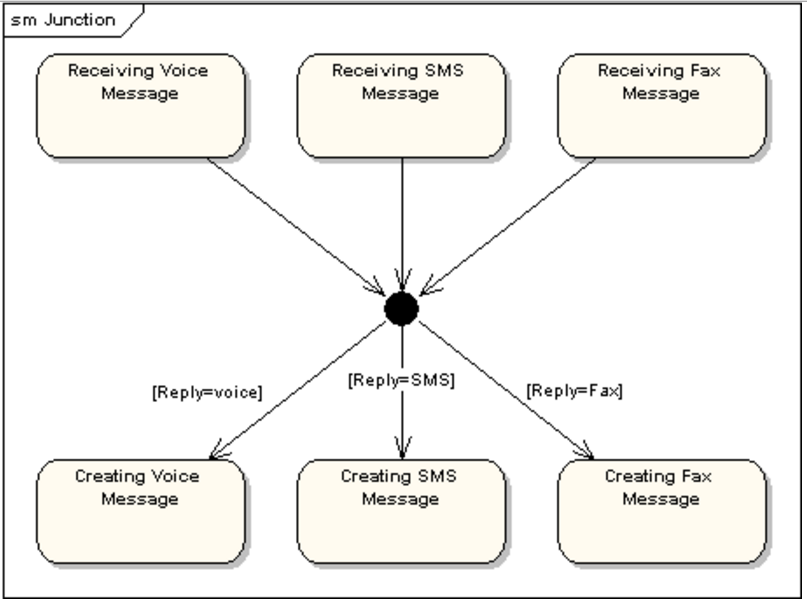 sm Junction
Receiving Voice
Message
Receiving SMS
Message
Receiving Fax
Message
[Reply=voice]
[Reply=SMS]
[Reply=Fax]
Creating Voice
Message
Creating SMS
Message
Creating Fax
Message